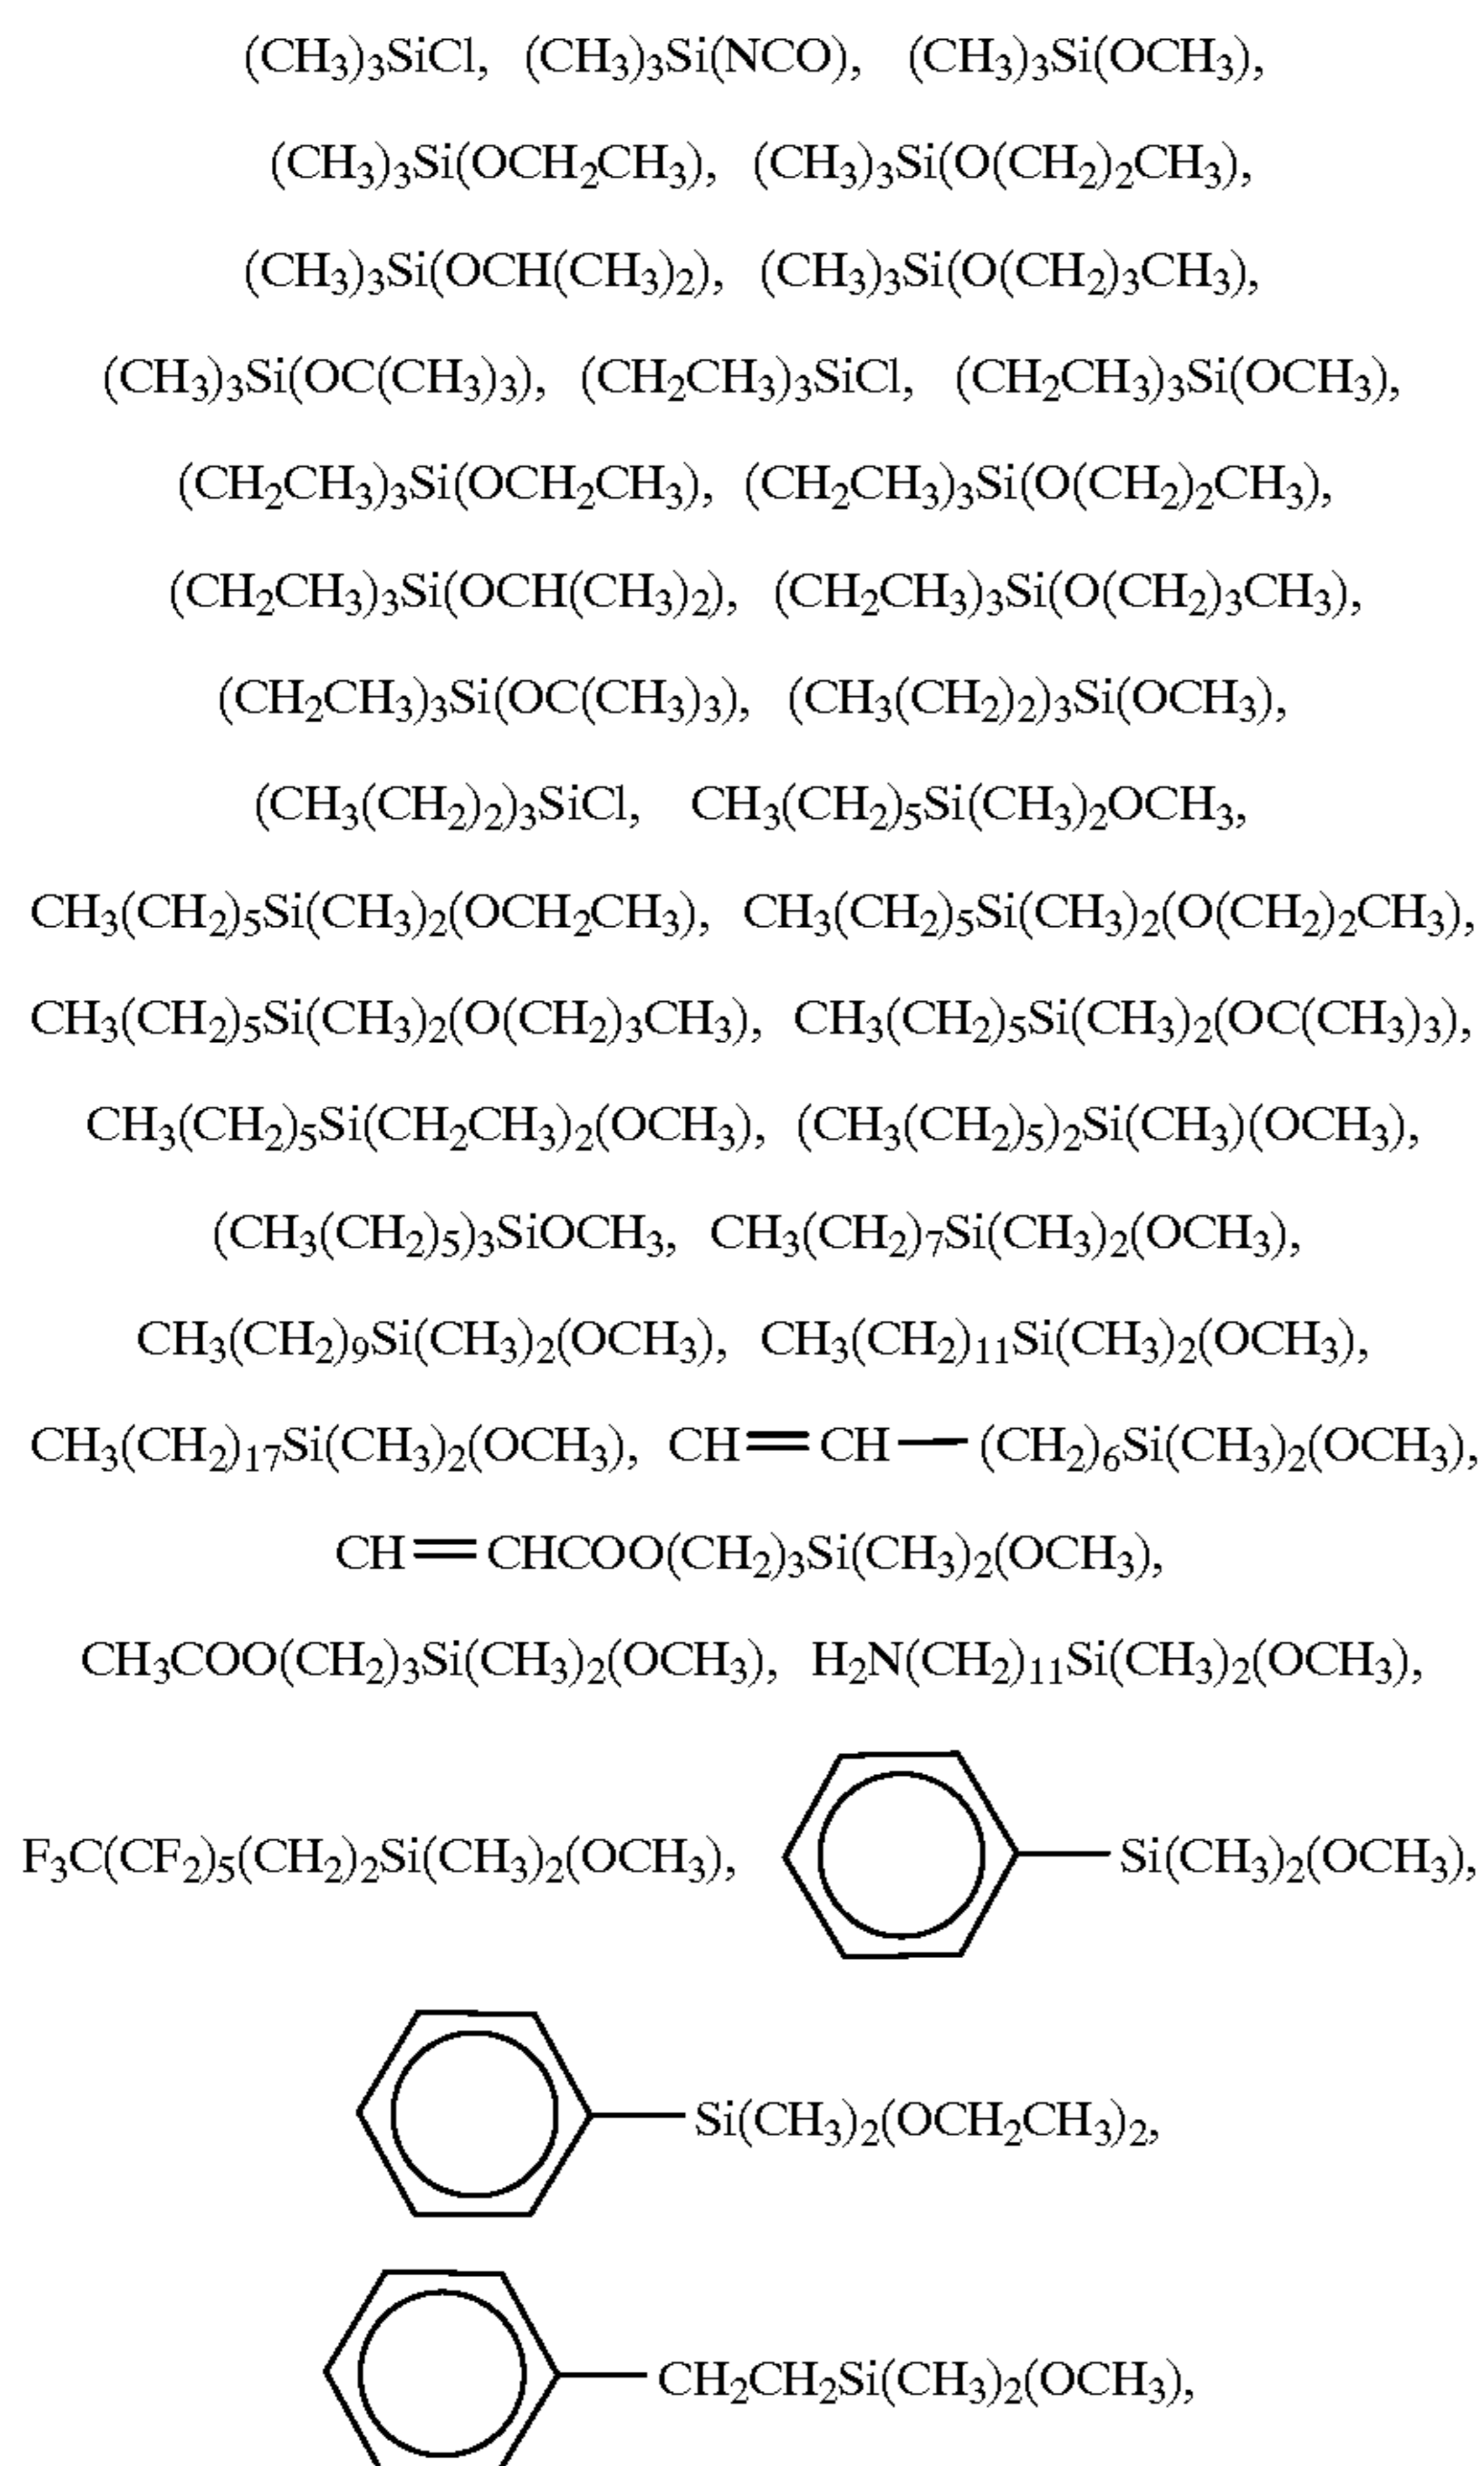 (CH₃)₃SiCl, (CH₃)₃Si(NCO), (CH₃)₃Si(OCH₃),
(CH₃)₃Si(OCH₂CH₃), (CH₃)₃Si(O(CH₂)₂CH₃),
(CH₃)₃Si(OCH(CH₃)₂), (CH₃)₃Si(O(CH₂)₃CH₃),
(CH₃)₃Si(OC(CH₃)₃), (CH₂CH₃)₃SiCl, (CH₂CH₃)₃Si(OCH₃),
(CH₂CH₃)₃Si(OCH₂CH₃), (CH₂CH₃)₃Si(O(CH₂)₂CH₃),
(CH₂CH₃)₃Si(OCH(CH₃)₂), (CH₂CH₃)₃Si(O(CH₂)₃CH₃),
(CH₂CH₃)₃Si(OC(CH₃)₃), (CH₃(CH₂)₂)₃Si(OCH₃),
(CH₃(CH₂)₂)₃SiCl, CH₃(CH₂)₅Si(CH₃)₂OCH₃,
CH₃(CH₂)₅Si(CH₃)₂(OCH₂CH₃), CH₃(CH₂)₅Si(CH₃)₂(O(CH₂)₂CH₃),
CH₃(CH₂)₅Si(CH₃)₂(O(CH₂)₃CH₃), CH₃(CH₂)₅Si(CH₃)₂(OC(CH₃)₃),
CH₃(CH₂)₅Si(CH₂CH₃)₂(OCH₃), (CH₃(CH₂)₅)₂Si(CH₃)(OCH₃),
(CH₃(CH₂)₅)₃SiOCH₃, CH₃(CH₂)₇Si(CH₃)₂(OCH₃),
CH₃(CH₂)₉Si(CH₃)₂(OCH₃), CH₃(CH₂)₁₁Si(CH₃)₂(OCH₃),
CH₃(CH₂)₁₇Si(CH₃)₂(OCH₃), CH=CH—(CH₂)₆Si(CH₃)₂(OCH₃),
CH=CHCOO(CH₂)₃Si(CH₃)₂(OCH₃),
CH₃COO(CH₂)₃Si(CH₃)₂(OCH₃), H₂N(CH₂)₁₁Si(CH₃)₂(OCH₃),
F₃C(CF₂)₅(CH₂)₂Si(CH₃)₂(OCH₃), Si(CH₃)₂(OCH₃),
Si(CH₃)₂(OCH₂CH₃)₂,
CH₂CH₂Si(CH₃)₂(OCH₃),